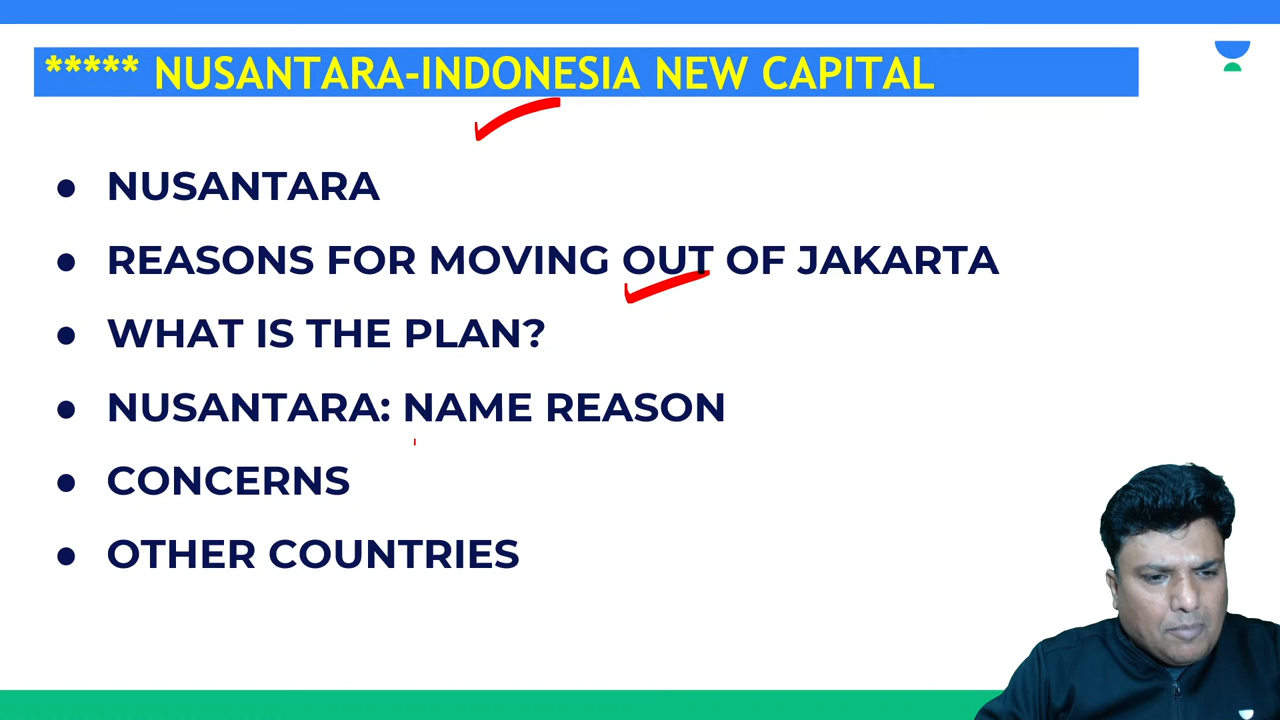 ***** NUSANTARA-INDONESIA NEW CAPITAL
● NUSANTARA
● REASONS FOR MOVING OUT OF JAKARTA
● WHAT IS THE PLAN?
● NUSANTARA: NAME REASON
● CONCERNS
● OTHER COUNTRIES